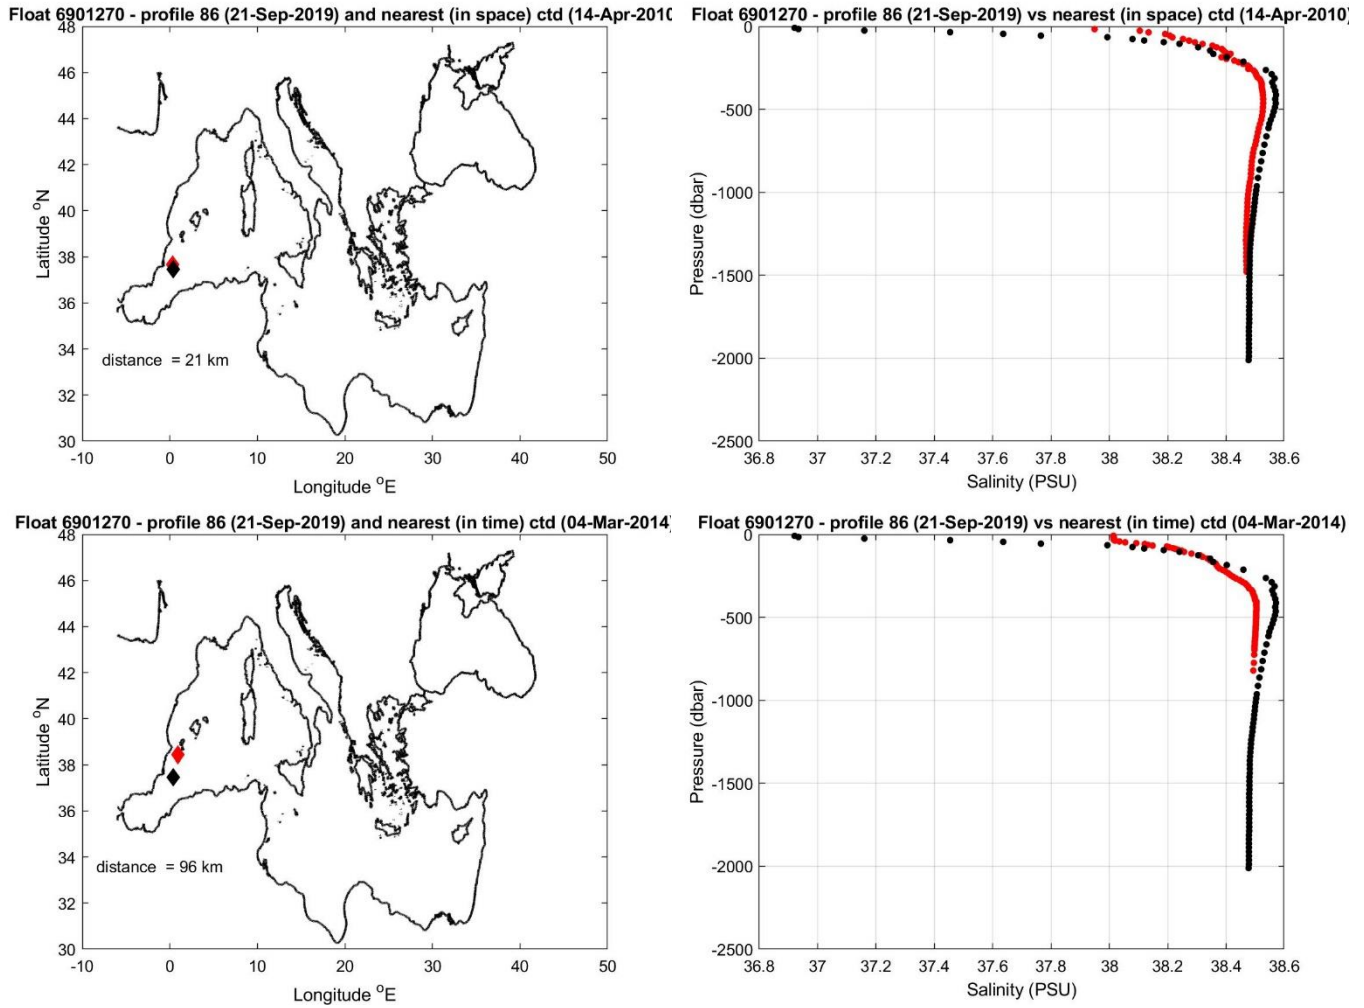 Float 6901270 - profile 86 (21-Sep-2019) and nearest (in space) ctd (14-Apr-2010
48
46
44
42
40
38
36
34
32
30
Latitude °N
distance = 21 km
-10 0 10 20 30 40 50
Longitude °E
Float 6901270 - profile 86 (21-Sep-2019) vs nearest (in space) ctd (14-Apr-2010)
0
-500
-1000
-1500
-2000
-2500
Pressure (dbar)
36.8 37 37.2 37.4 37.6 37.8 38 38.2 38.4 38.6
Salinity (PSU)
Float 6901270 - profile 86 (21-Sep-2019) and nearest (in time) ctd (04-Mar-2014)
48
46
44
42
40
38
36
34
32
30
Latitude °N
distance = 96 km
-10 0 10 20 30 40 50
Longitude °E
Float 6901270 - profile 86 (21-Sep-2019) vs nearest (in time) ctd (04-Mar-2014)
0
-500
-1000
-1500
-2000
-2500
Pressure (dbar)
36.8 37 37.2 37.4 37.6 37.8 38 38.2 38.4 38.6
Salinity (PSU)